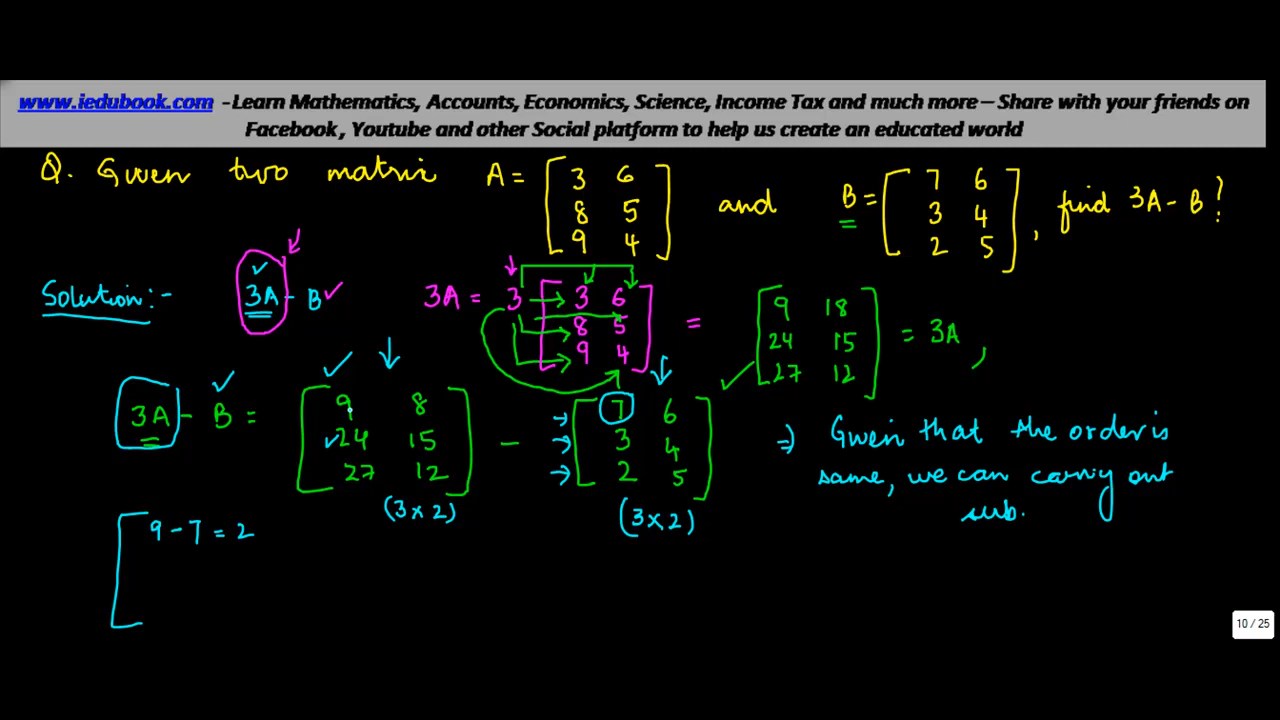 www.iedubook.com - Learn Mathematics, Accounts, Economics, Science, Income Tax and much more – Share with your friends on
Facebook, Youtube and other Social platform to help us create an educated world
Q. Given two matrix A = [ 3 6 and B = [ 7 6 , find 3A - B?
8 5 3 4
9 4 ] 2 5 ]
Solution:- 3A - B 3A = 3 [ 3 6 = [ 9 18 = 3A,
8 5 24 15
9 4 ] 27 12 ]
3A - B = [ 9 8 - [ 7 6
24 15 3 4
27 12 ] 2 5 ]
(3 x 2) (3 x 2)
⇒ Given that the order is
same, we can carry out
sub.
[ 9 - 7 = 2
10 / 25